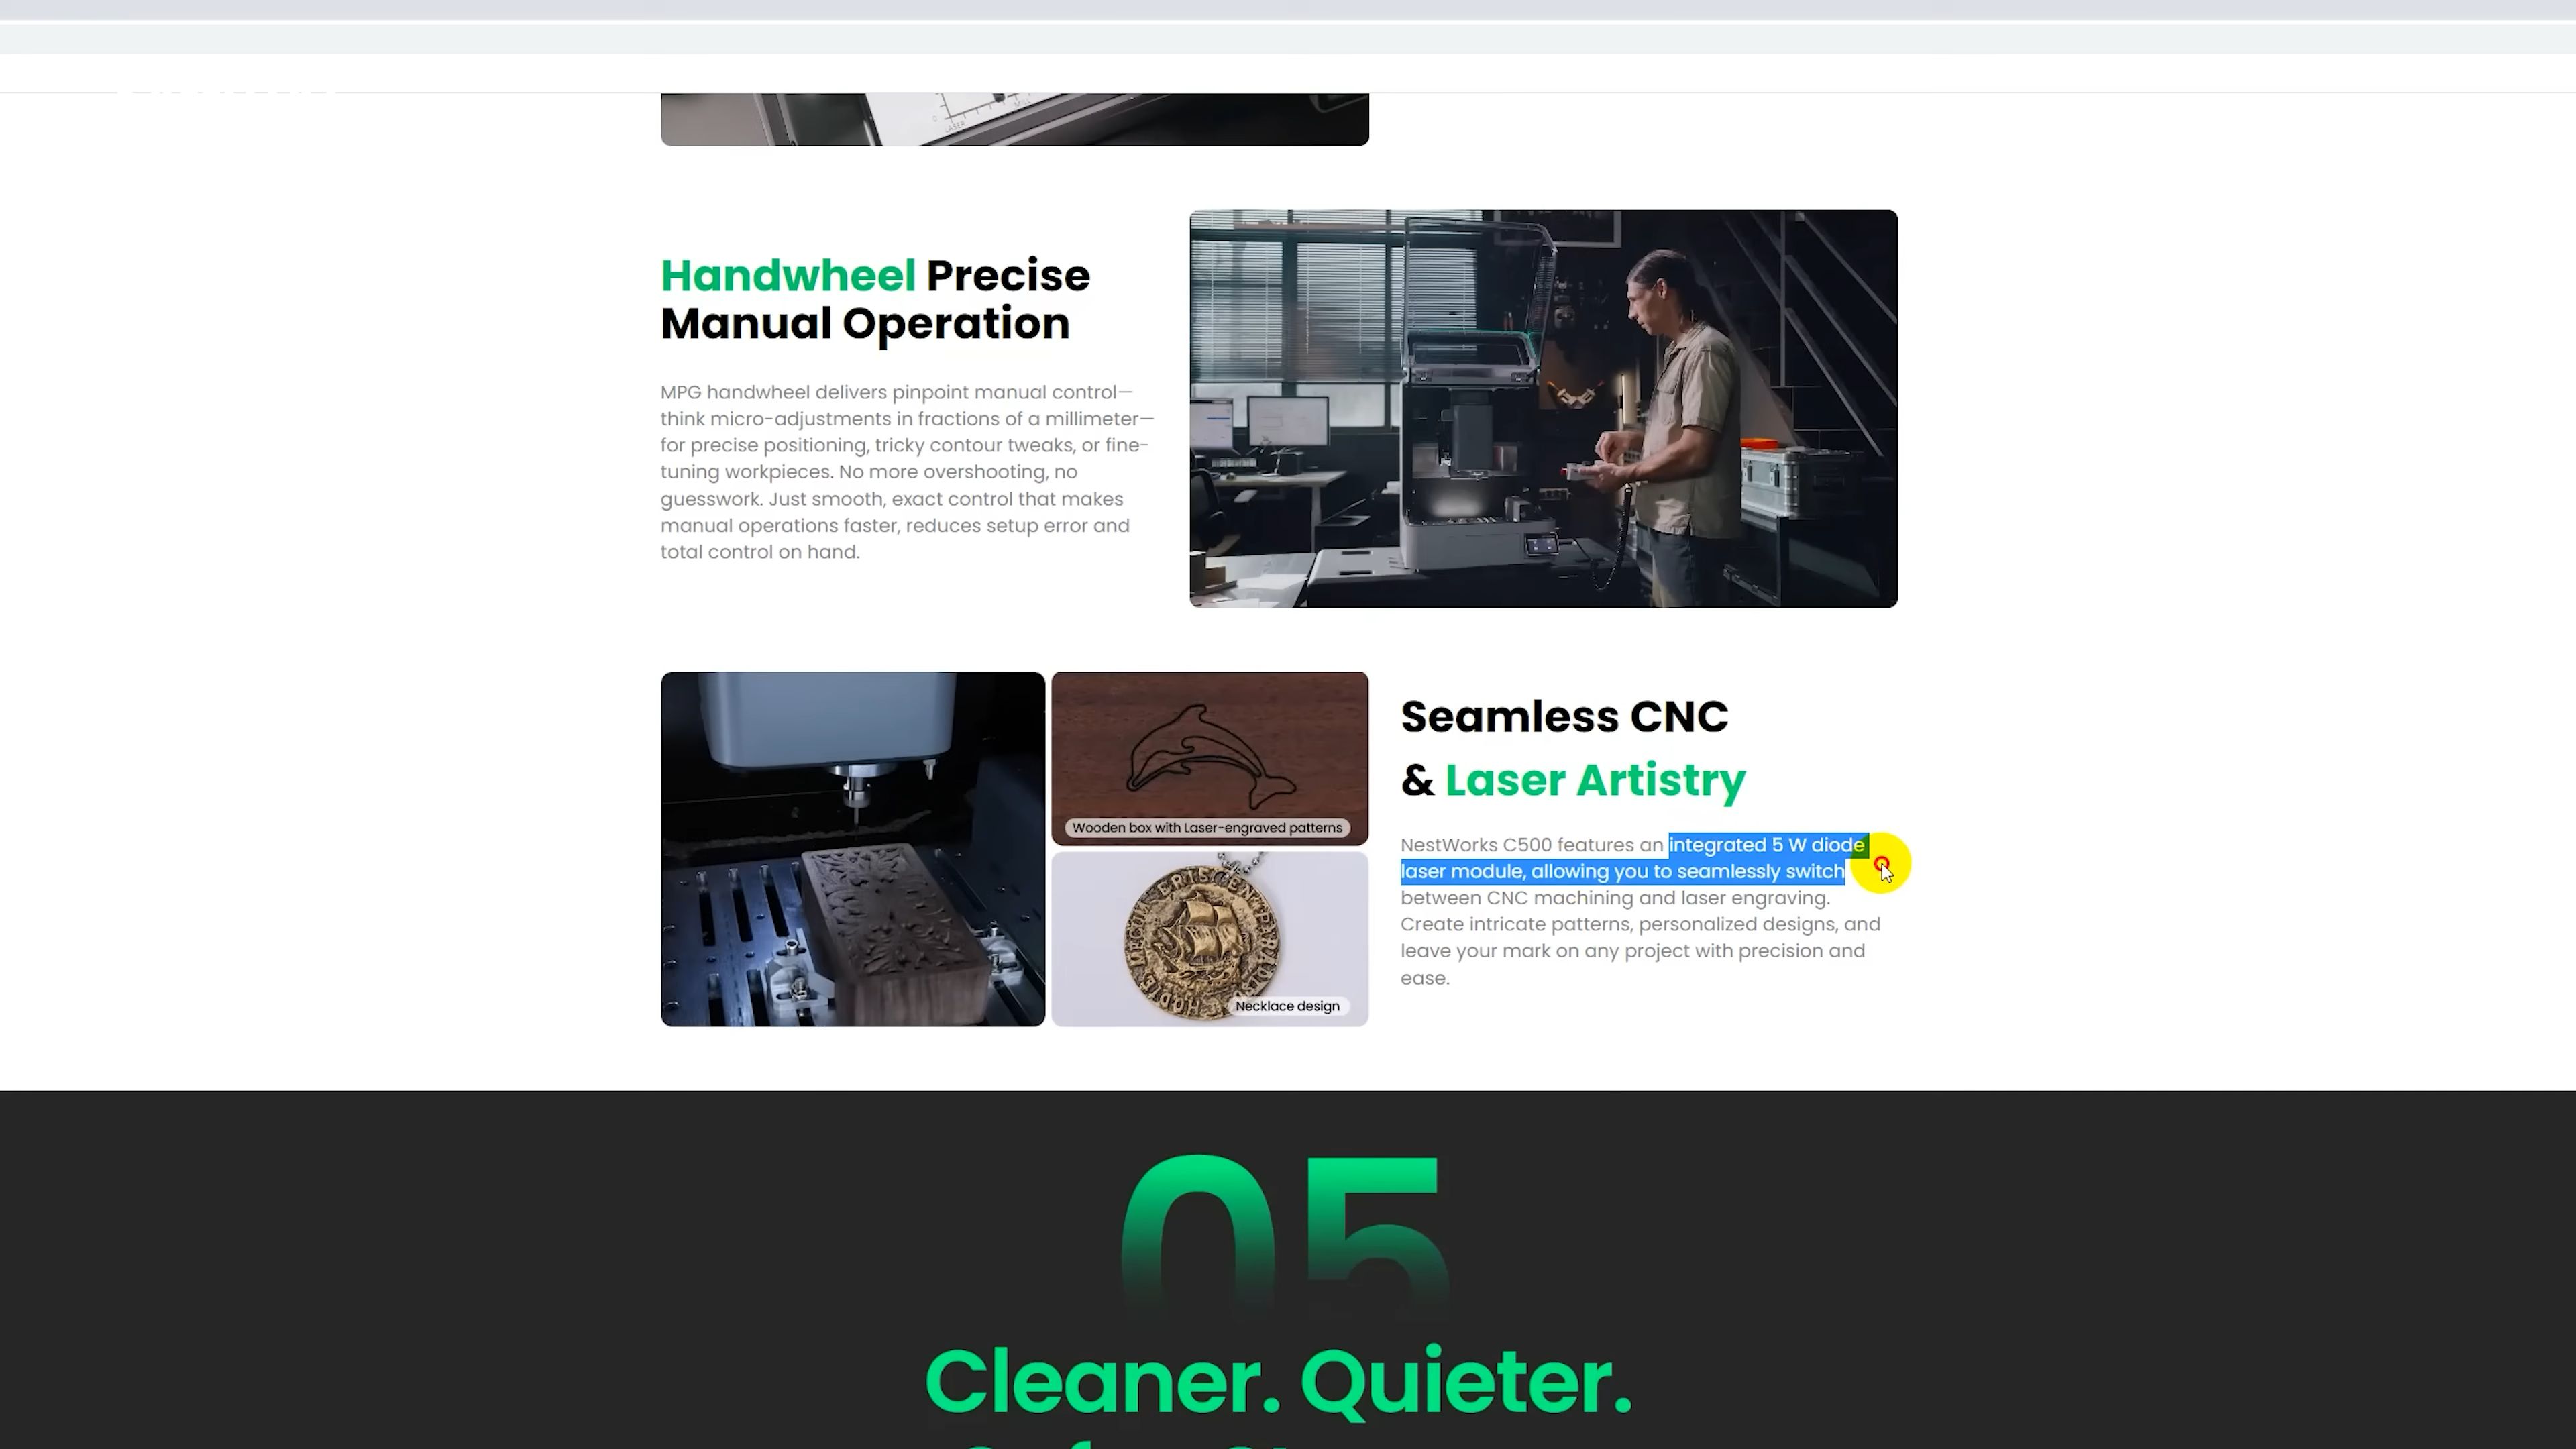 LASER
MILL
Handwheel Precise
Manual Operation
MPG handwheel delivers pinpoint manual control—
think micro-adjustments in fractions of a millimeter—
for precise positioning, tricky contour tweaks, or fine-
tuning workpieces. No more overshooting, no
guesswork. Just smooth, exact control that makes
manual operations faster, reduces setup error and
total control on hand.
Wooden box with Laser-engraved patterns
Necklace design
Seamless CNC
& Laser Artistry
NestWorks C500 features an integrated 5 W diode
laser module, allowing you to seamlessly switch
between CNC machining and laser engraving.
Create intricate patterns, personalized designs, and
leave your mark on any project with precision and
ease.
05
Cleaner. Quieter.